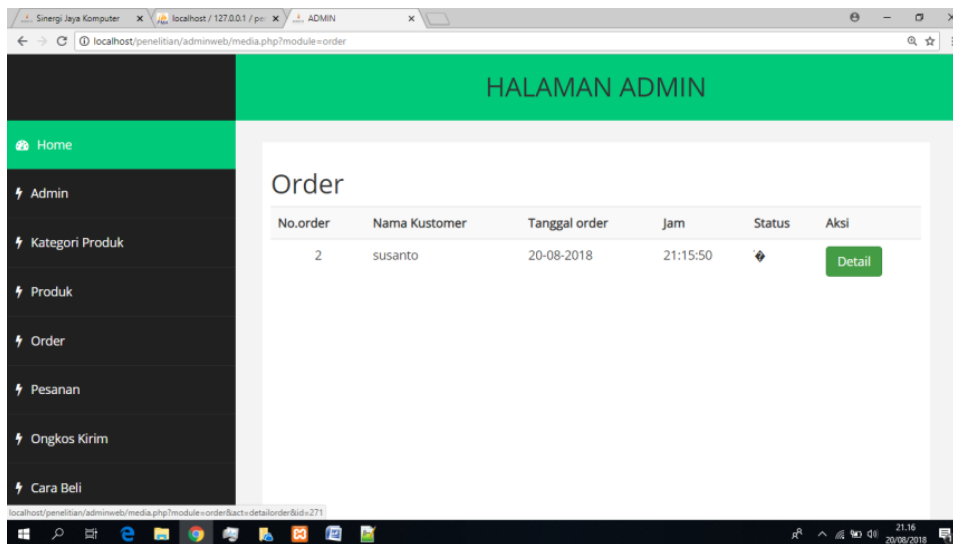 Sinergi Jaya Komputer
localhost / 127.0.0.1 / per
ADMIN
localhost/penelitian/adminweb/media.php?module=order
HALAMAN ADMIN
Home
Admin
Kategori Produk
Produk
Order
Pesanan
Ongkos Kirim
Cara Beli
Order
No.order Nama Kustomer Tanggal order Jam Status Aksi
2 susanto 20-08-2018 21:15:50 Detail
localhost/penelitian/adminweb/media.php?module=order&act=detailorder&id=271
21.16
20/08/2018